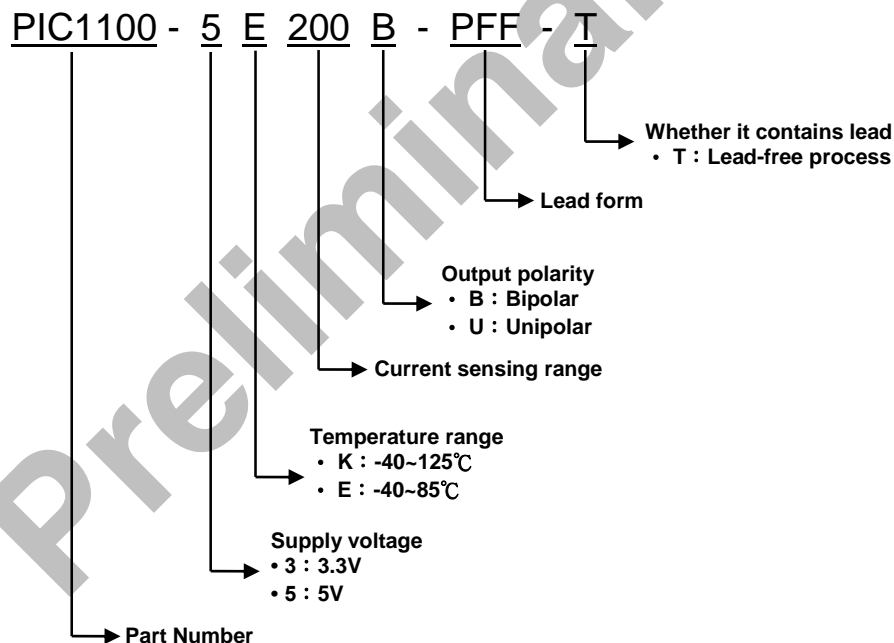 PIC1100 - 5 E 200 B - PFF - T
Whether it contains lead
• T：Lead-free process
Lead form
Output polarity
• B：Bipolar
• U：Unipolar
Current sensing range
Temperature range
• K：-40~125℃
• E：-40~85℃
Supply voltage
• 3：3.3V
• 5：5V
Part Number
Prelimina